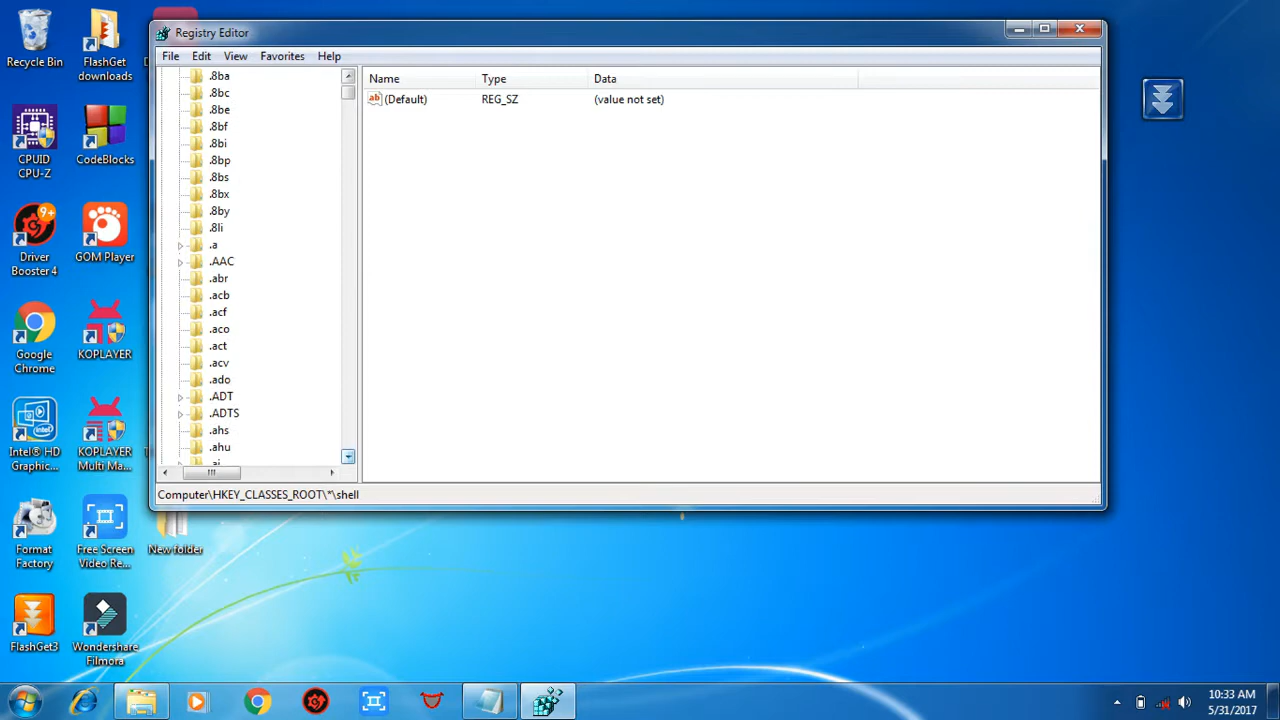 Registry Editor
File Edit View Favorites Help
.8ba
.8bc
.8be
.8bf
.8bi
.8bp
.8bs
.8bx
.8by
.8li
.a
.AAC
.abr
.acb
.acf
.aco
.act
.acv
.ado
.ADT
.ADTS
.ahs
.ahu
Name Type Data
ab (Default) REG_SZ (value not set)
Computer\HKEY_CLASSES_ROOT\*\shell
Recycle Bin
FlashGet
downloads
CPUID
CPU-Z
CodeBlocks
9+
Driver
Booster 4
GOM Player
Google
Chrome
KOPLAYER
intel
Intel® HD
Graphic...
KOPLAYER
Multi Ma...
Format
Factory
Free Screen
Video Re...
New folder
FlashGet3
Wondershare
Filmora
10:33 AM
5/31/2017